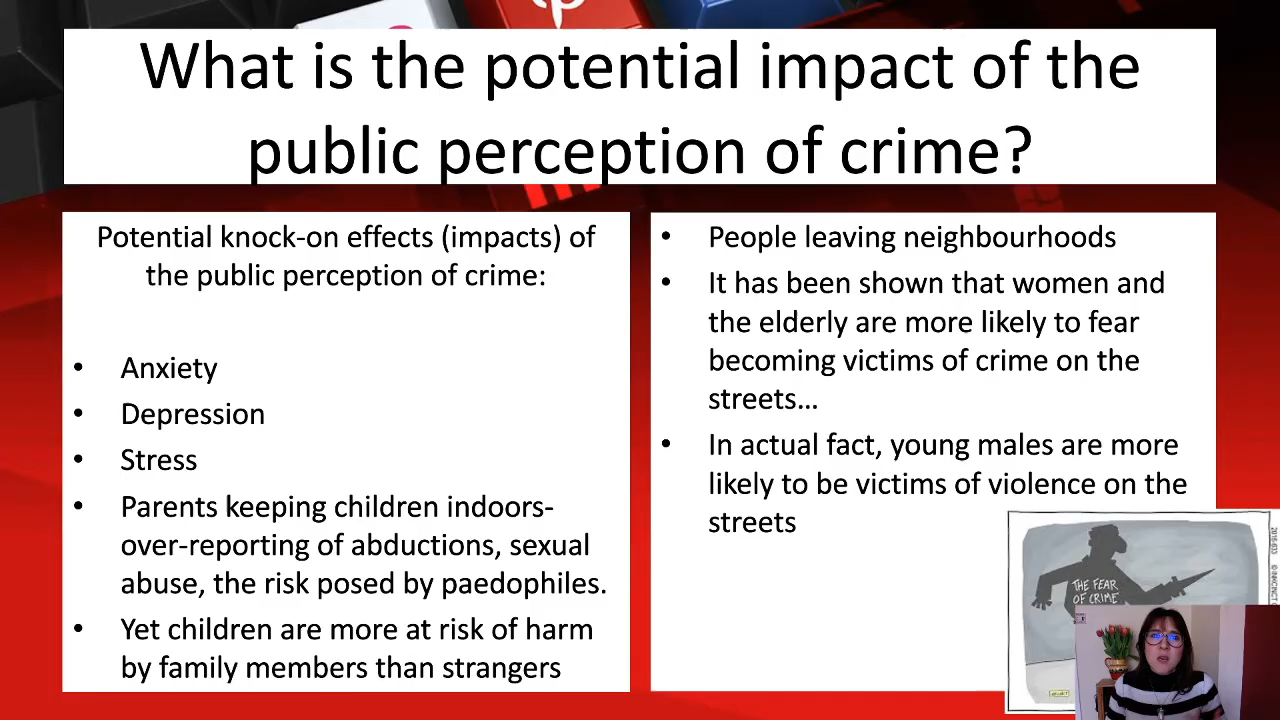 What is the potential impact of the
public perception of crime?
Potential knock-on effects (impacts) of
the public perception of crime:
• Anxiety
• Depression
• Stress
• Parents keeping children indoors-
over-reporting of abductions, sexual
abuse, the risk posed by paedophiles.
• Yet children are more at risk of harm
by family members than strangers
• People leaving neighbourhoods
• It has been shown that women and
the elderly are more likely to fear
becoming victims of crime on the
streets…
• In actual fact, young males are more
likely to be victims of violence on the
streets
THE FEAR
OF CRIME